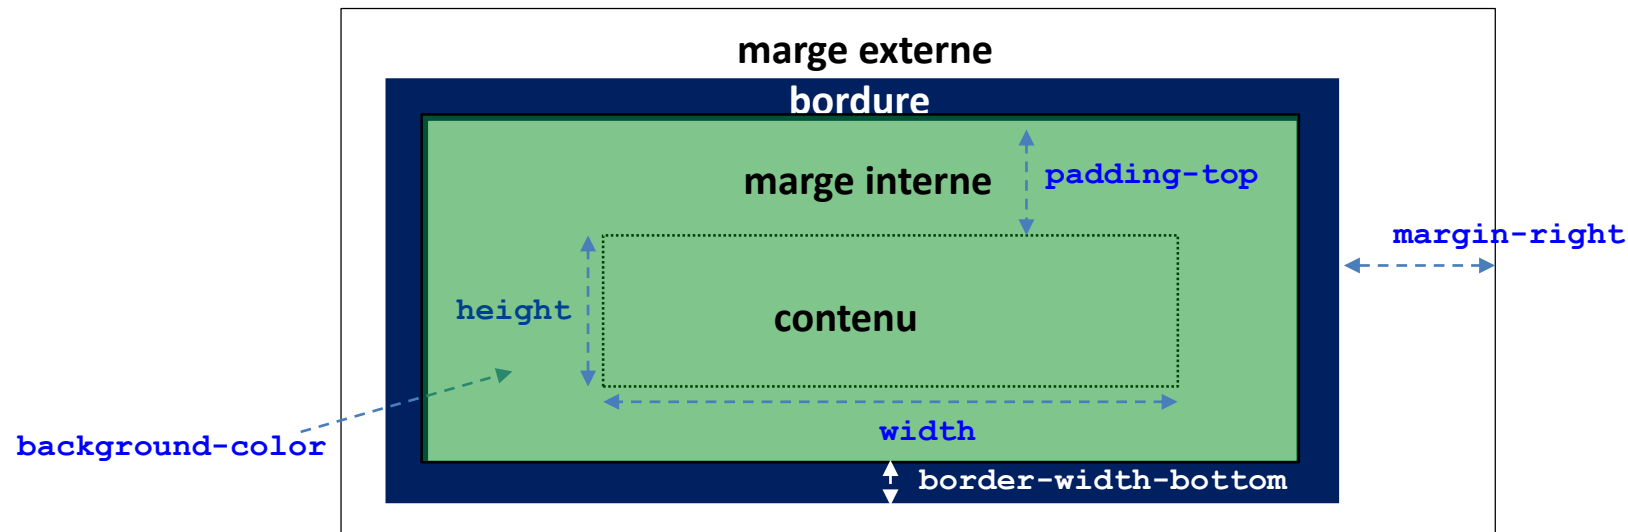 marge externe
bordure
marge interne
padding-top
margin-right
height
contenu
width
background-color
border-width-bottom